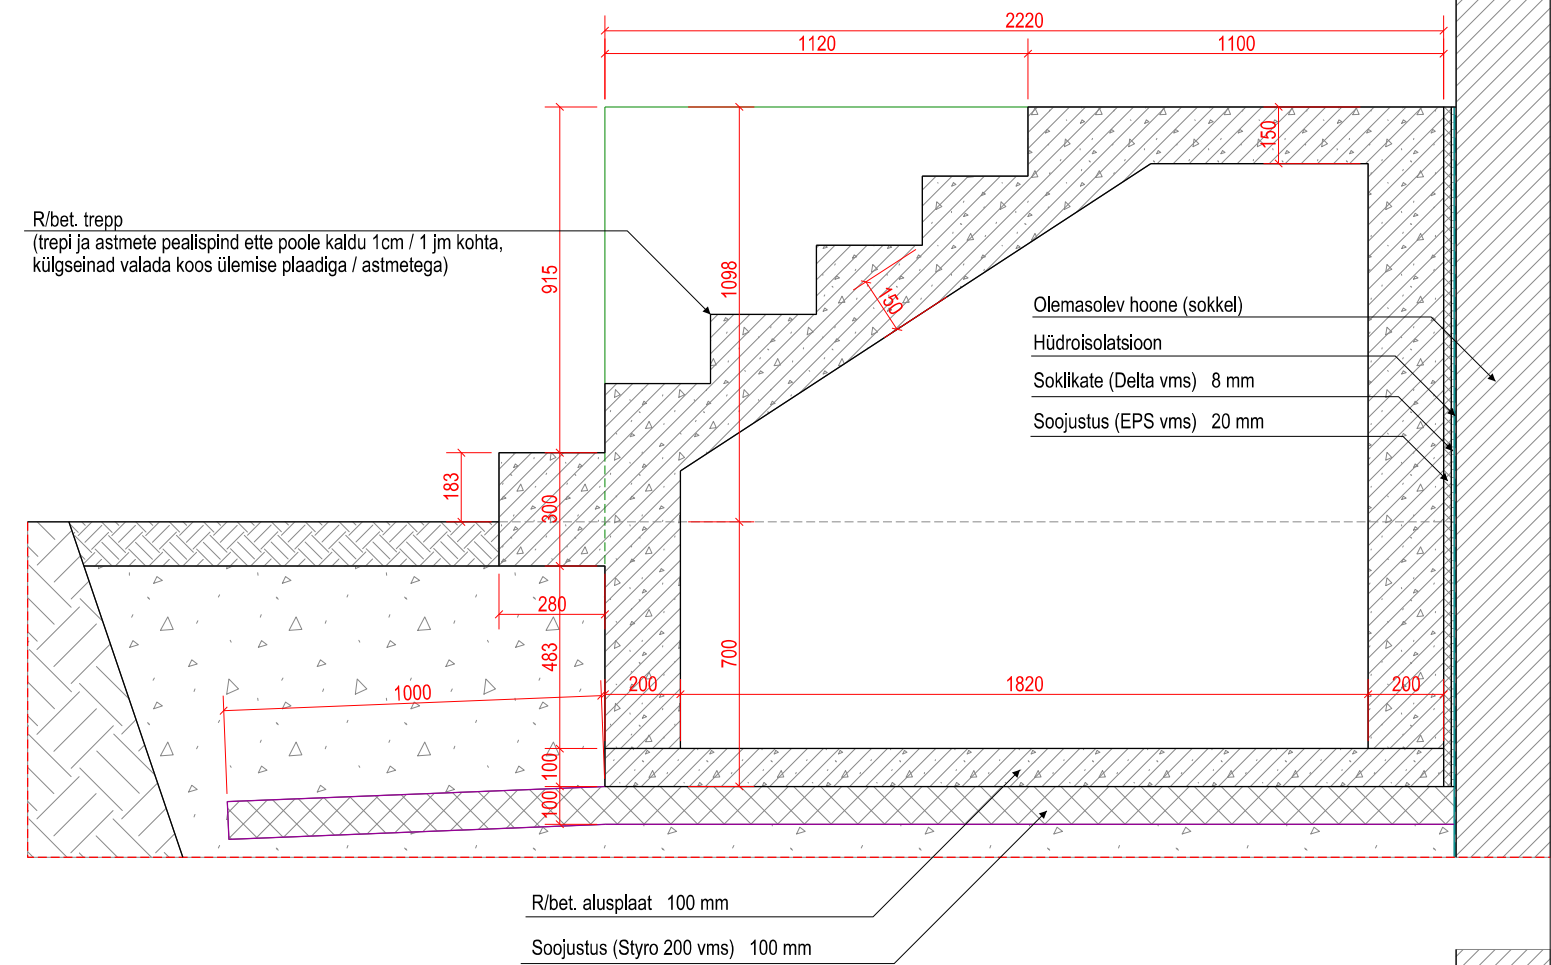 2220
1120
1100
150
R/bet. trepp
(trepi ja astmete pealispind ette poole kaldu 1cm / 1 jm kohta,
külgseinad valada koos ülemise plaadiga / astmetega)
915
1098
150
Olemasolev hoone (sokkel)
Hüdroisolatsioon
Soklikate (Delta vms) 8 mm
Soojustus (EPS vms) 20 mm
183
300
280
483
700
1000
200
1820
200
100
100
R/bet. alusplaat 100 mm
Soojustus (Styro 200 vms) 100 mm